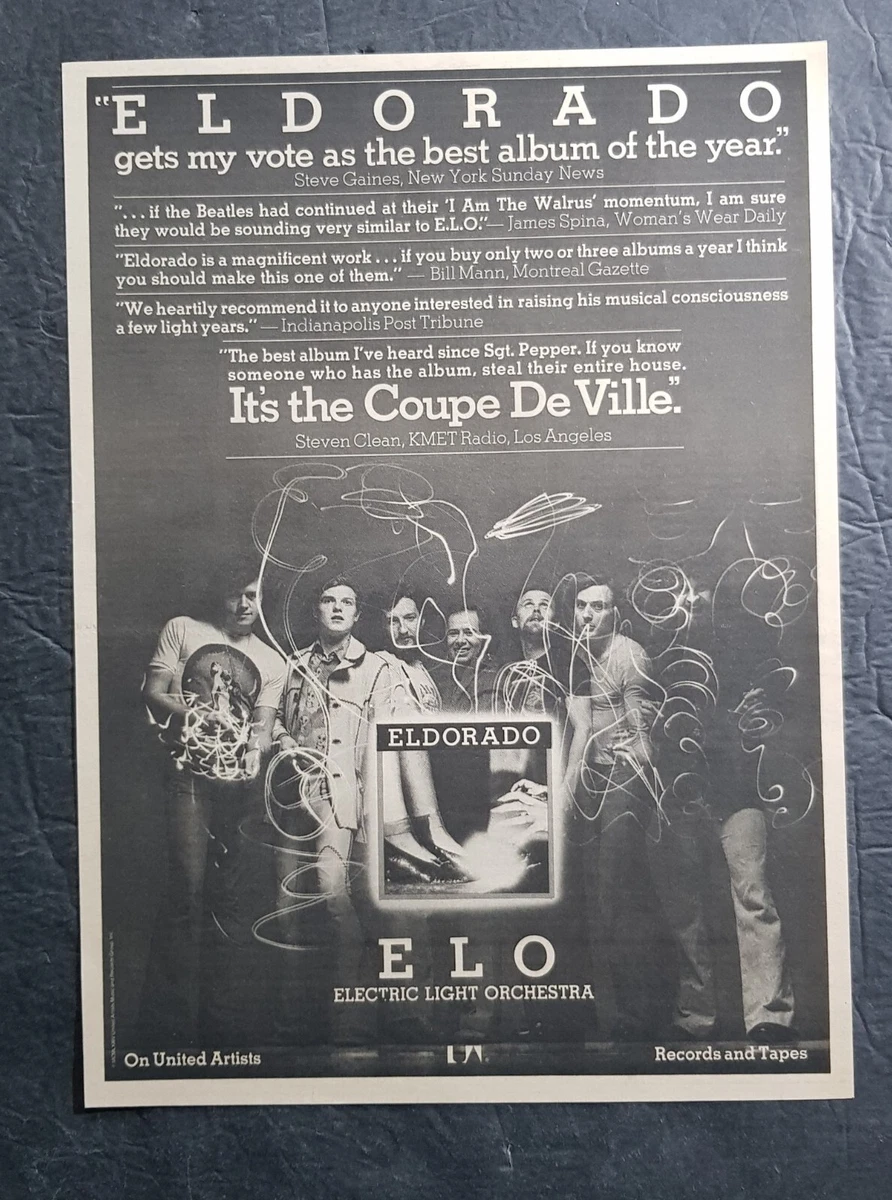 "ELDORADO
gets my vote as the best album of the year."
Steve Gaines, New York Sunday News
"... if the Beatles had continued at their 'I Am The Walrus' momentum, I am sure
they would be sounding very similar to E.L.O."— James Spina, Woman's Wear Daily
"Eldorado is a magnificent work... if you buy only two or three albums a year I think
you should make this one of them." — Bill Mann, Montreal Gazette
"We heartily recommend it to anyone interested in raising his musical consciousness
a few light years." — Indianapolis Post Tribune
"The best album I've heard since Sgt. Pepper. If you know
someone who has the album, steal their entire house.
It's the Coupe De Ville."
Steven Clean, KMET Radio, Los Angeles
ELDORADO
ELO
ELECTRIC LIGHT ORCHESTRA
On United Artists
UA
Records and Tapes